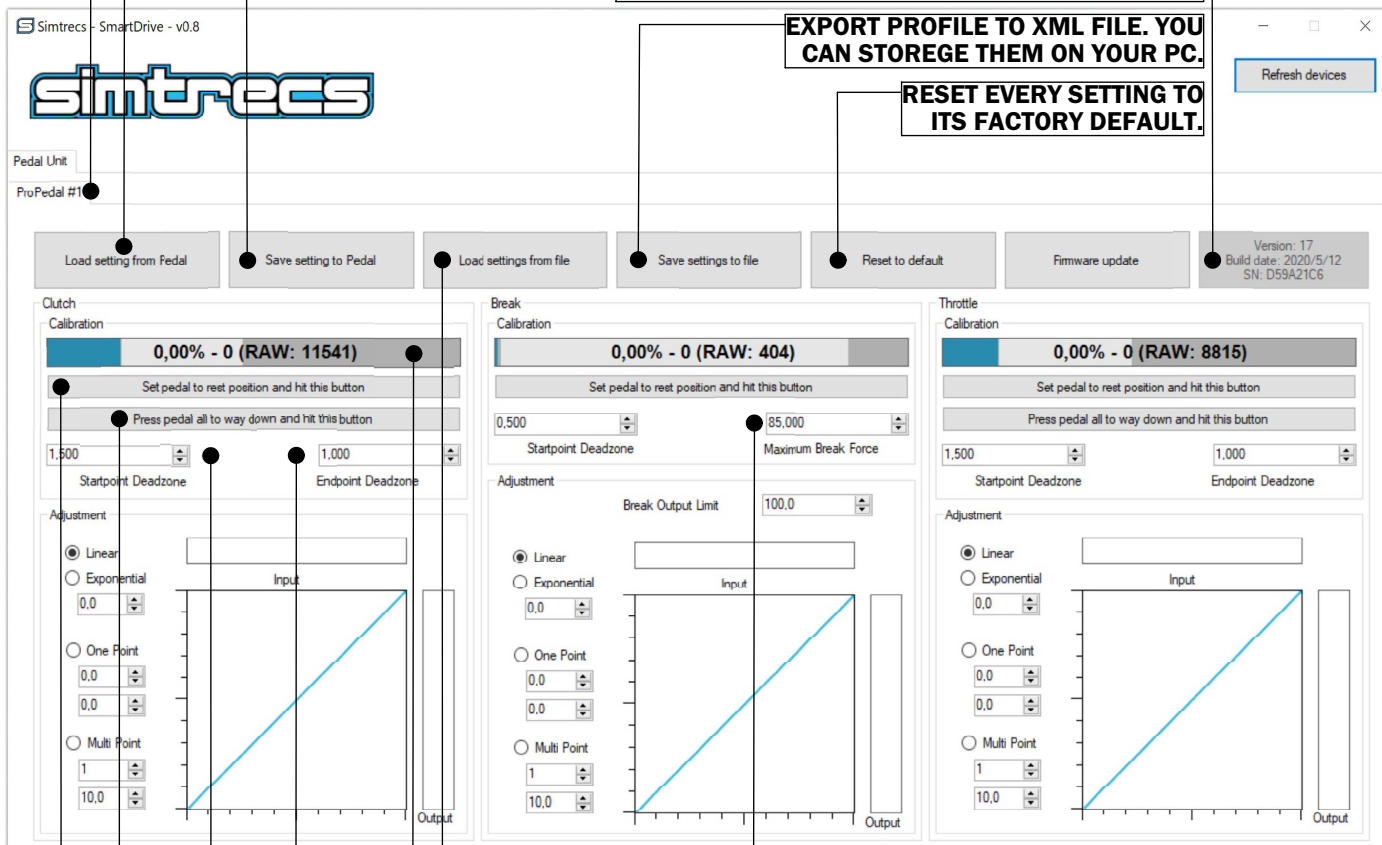 Simtrecs - SmartDrive - v0.8
EXPORT PROFILE TO XML FILE. YOU
CAN STOREGE THEM ON YOUR PC.
simtrecs
Refresh devices
RESET EVERY SETTING TO
ITS FACTORY DEFAULT.
Pedal Unit
ProPedal #1
Load setting from Pedal
Save setting to Pedal
Load settings from file
Save settings to file
Reset to default
Firmware update
Version: 17
Build date: 2020/5/12
SN: D59A21C6
Clutch
Calibration
0,00% - 0 (RAW: 11541)
Set pedal to rest position and hit this button
Press pedal all to way down and hit this button
1,500
1,000
Startpoint Deadzone
Endpoint Deadzone
Adjustment
Linear
Exponential
Input
0,0
One Point
0,0
0,0
Multi Point
1
10,0
Output
Break
Calibration
0,00% - 0 (RAW: 404)
Set pedal to rest position and hit this button
0,500
85,000
Startpoint Deadzone
Maximum Break Force
Adjustment
Break Output Limit
100,0
Linear
Exponential
Input
0,0
One Point
0,0
0,0
Multi Point
1
10,0
Output
Throttle
Calibration
0,00% - 0 (RAW: 8815)
Set pedal to rest position and hit this button
Press pedal all to way down and hit this button
1,500
1,000
Startpoint Deadzone
Endpoint Deadzone
Adjustment
Linear
Exponential
Input
0,0
One Point
0,0
0,0
Multi Point
1
10,0
Output